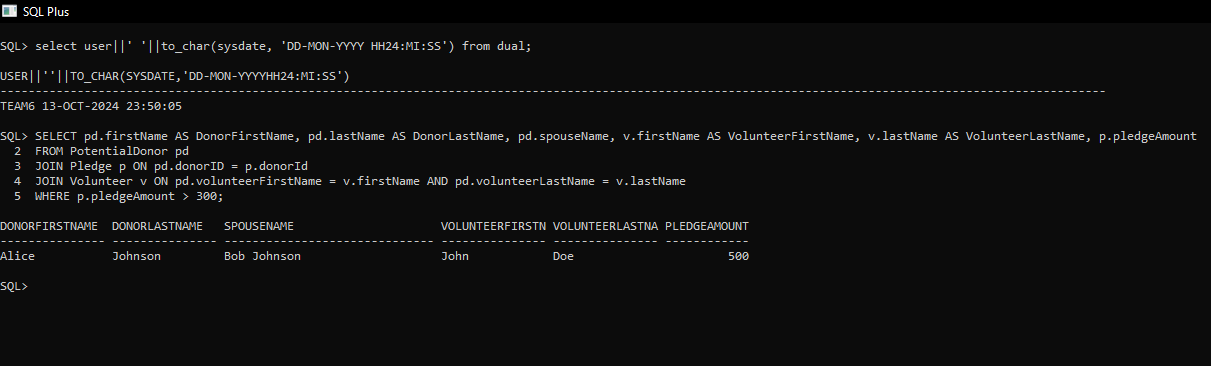 SQL Plus
SQL> select user||' '||to_char(sysdate, 'DD-MON-YYYY HH24:MI:SS') from dual;
USER||''||TO_CHAR(SYSDATE,'DD-MON-YYYYHH24:MI:SS')
--------------------------------------------------------------------------------------------------------------------------------------------------------------
TEAM6 13-OCT-2024 23:50:05
SQL> SELECT pd.firstName AS DonorFirstName, pd.lastName AS DonorLastName, pd.spouseName, v.firstName AS VolunteerFirstName, v.lastName AS VolunteerLastName, p.pledgeAmount
2 FROM PotentialDonor pd
3 JOIN Pledge p ON pd.donorID = p.donorId
4 JOIN Volunteer v ON pd.volunteerFirstName = v.firstName AND pd.volunteerLastName = v.lastName
5 WHERE p.pledgeAmount > 300;
DONORFIRSTNAME DONORLASTNAME SPOUSENAME VOLUNTEERFIRSTN VOLUNTEERLASTNA PLEDGEAMOUNT
--------------- --------------- ------------------------------ --------------- --------------- ------------
Alice Johnson Bob Johnson John Doe 500
SQL>